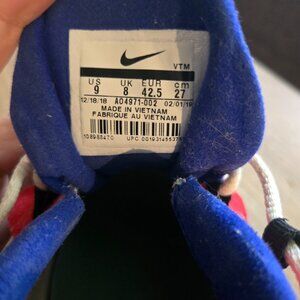 VTM
US UK EUR cm
9 8 42.5 27
12/18/18 AO4971-002 02/01/19
MADE IN VIETNAM
FABRIQUE AU VIETNAM